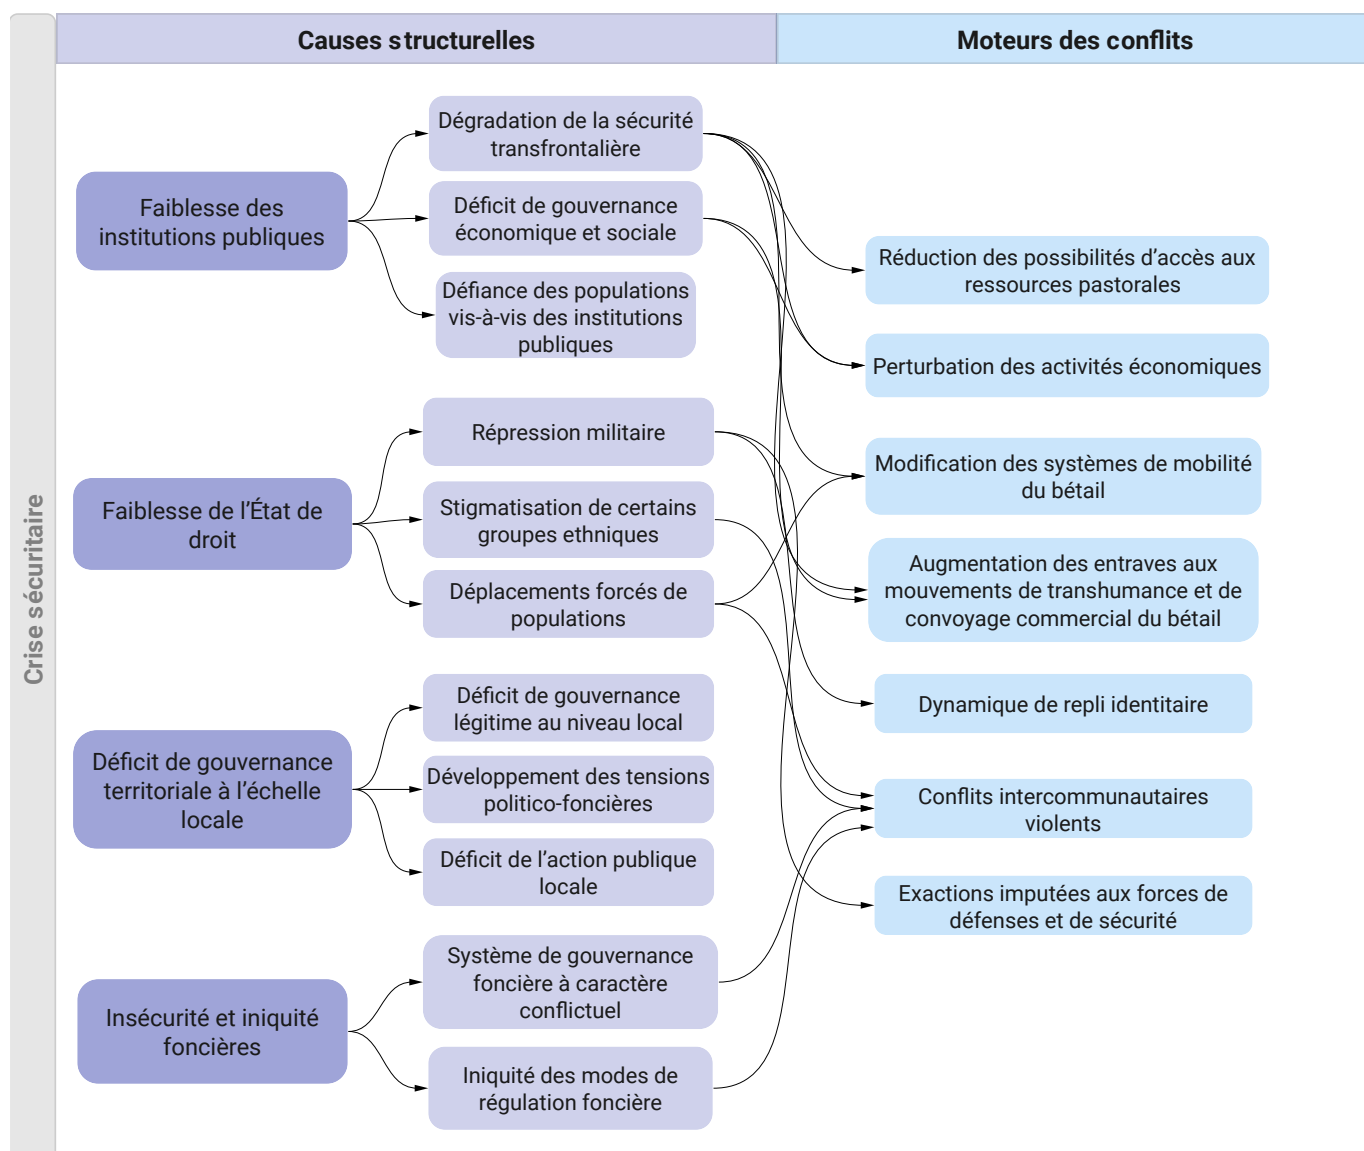 Crise sécuritaire
Causes structurelles
Moteurs des conflits
Faiblesse des
institutions publiques
Dégradation de la sécurité
transfrontalière
Déficit de gouvernance
économique et sociale
Défiance des populations
vis-à-vis des institutions
publiques
Faiblesse de l’État de
droit
Répression militaire
Stigmatisation de certains
groupes ethniques
Déplacements forcés de
populations
Déficit de gouvernance
territoriale à l’échelle
locale
Déficit de gouvernance
légitime au niveau local
Développement des tensions
politico-foncières
Déficit de l’action publique
locale
Insécurité et iniquité
foncières
Système de gouvernance
foncière à caractère
conflictuel
Iniquité des modes de
régulation foncière
Réduction des possibilités d’accès aux
ressources pastorales
Perturbation des activités économiques
Modification des systèmes de mobilité
du bétail
Augmentation des entraves aux
mouvements de transhumance et de
convoyage commercial du bétail
Dynamique de repli identitaire
Conflits intercommunautaires
violents
Exactions imputées aux forces de
défenses et de sécurité